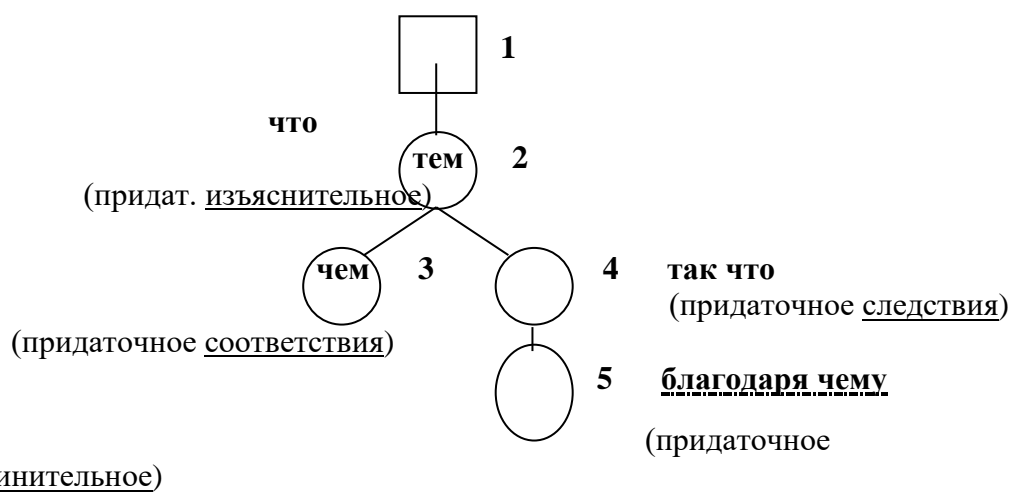 1
что
тем 2
(придат. изъяснительное)
чем 3 4 так что
(придаточное следствия)
(придаточное соответствия)
5 благодаря чему
(придаточное
инительное)